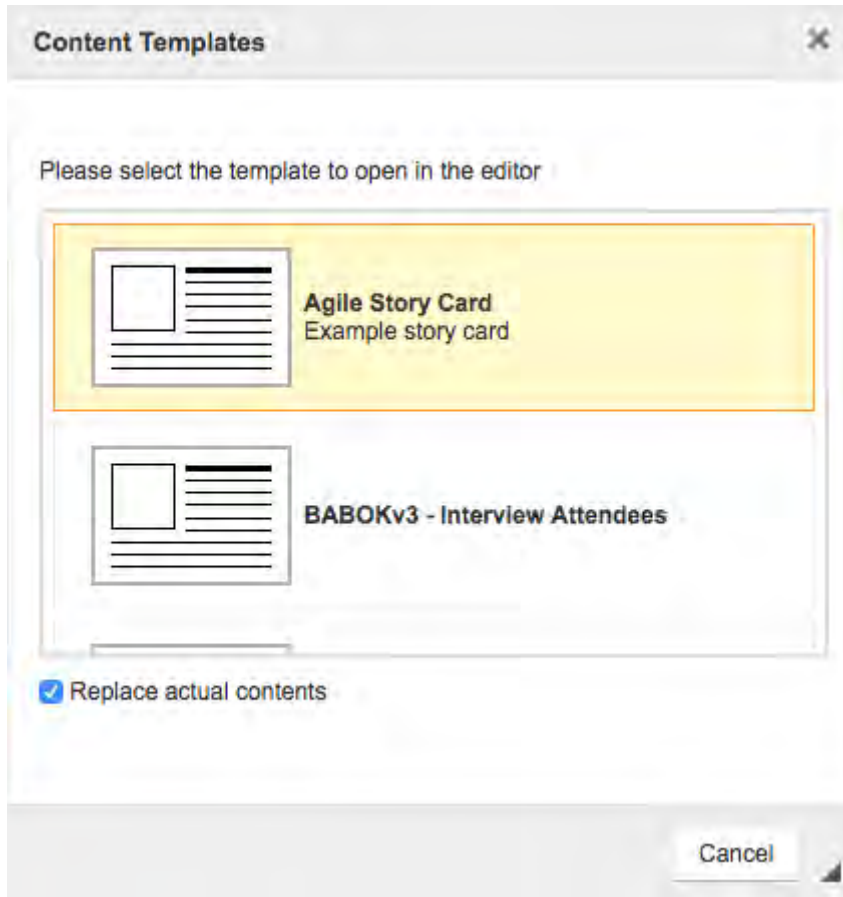 Content Templates
Please select the template to open in the editor
Agile Story Card
Example story card
BABOKv3 - Interview Attendees
Replace actual contents
Cancel